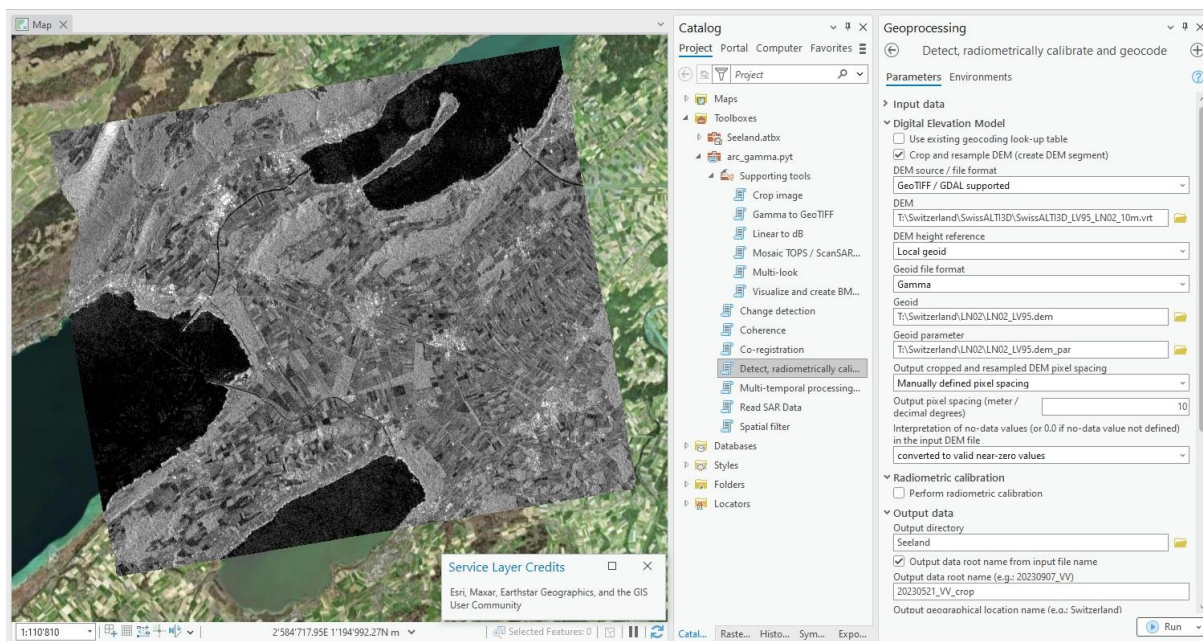 Map
Service Layer Credits
Esri, Maxar, Earthstar Geographics, and the GIS
User Community
1:110'810
2'584'717.95E 1'194'992.27N m
Selected Features: 0
Catalog
Project Portal Computer Favorites
Project
Maps
Toolboxes
Seeland.atbx
arc_gamma.pyt
Supporting tools
Crop image
Gamma to GeoTIFF
Linear to dB
Mosaic TOPS / ScanSAR...
Multi-look
Visualize and create BM...
Change detection
Coherence
Co-registration
Detect, radiometrically cali...
Multi-temporal processing...
Read SAR Data
Spatial filter
Databases
Styles
Folders
Locators
Catal... Raste... Histo... Sym... Expo...
Geoprocessing
Detect, radiometrically calibrate and geocode
Parameters Environments
Input data
Digital Elevation Model
Use existing geocoding look-up table
Crop and resample DEM (create DEM segment)
DEM source / file format
GeoTIFF / GDAL supported
DEM
T:\Switzerland\SwissALTI3D\SwissALTI3D_LV95_LN02_10m.vrt
DEM height reference
Local geoid
Geoid file format
Gamma
Geoid
T:\Switzerland\LN02\LN02_LV95.dem
Geoid parameter
T:\Switzerland\LN02\LN02_LV95.dem_par
Output cropped and resampled DEM pixel spacing
Manually defined pixel spacing
Output pixel spacing (meter /
decimal degrees)
10
Interpretation of no-data values (or 0.0 if no-data value not defined)
in the input DEM file
converted to valid near-zero values
Radiometric calibration
Perform radiometric calibration
Output data
Output directory
Seeland
Output data root name from input file name
Output data root name (e.g.: 20230907_VV)
20230521_VV_crop
Output geographical location name (e.g.: Switzerland)
Run